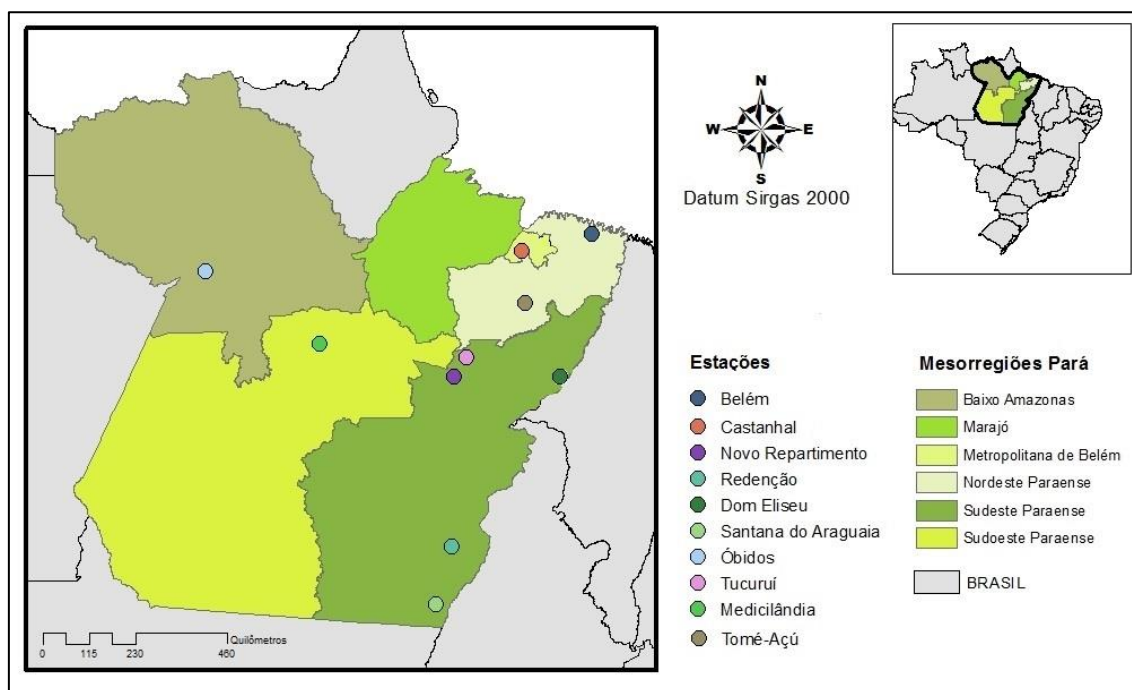 N
W E
S
Datum Sirgas 2000
Estações
Belém
Castanhal
Novo Repartimento
Redenção
Dom Eliseu
Santana do Araguaia
Óbidos
Tucuruí
Medicilândia
Tomé-Açú
Mesorregiões Pará
Baixo Amazonas
Marajó
Metropolitana de Belém
Nordeste Paraense
Sudeste Paraense
Sudoeste Paraense
BRASIL
Quilômetros
0 115 230 460